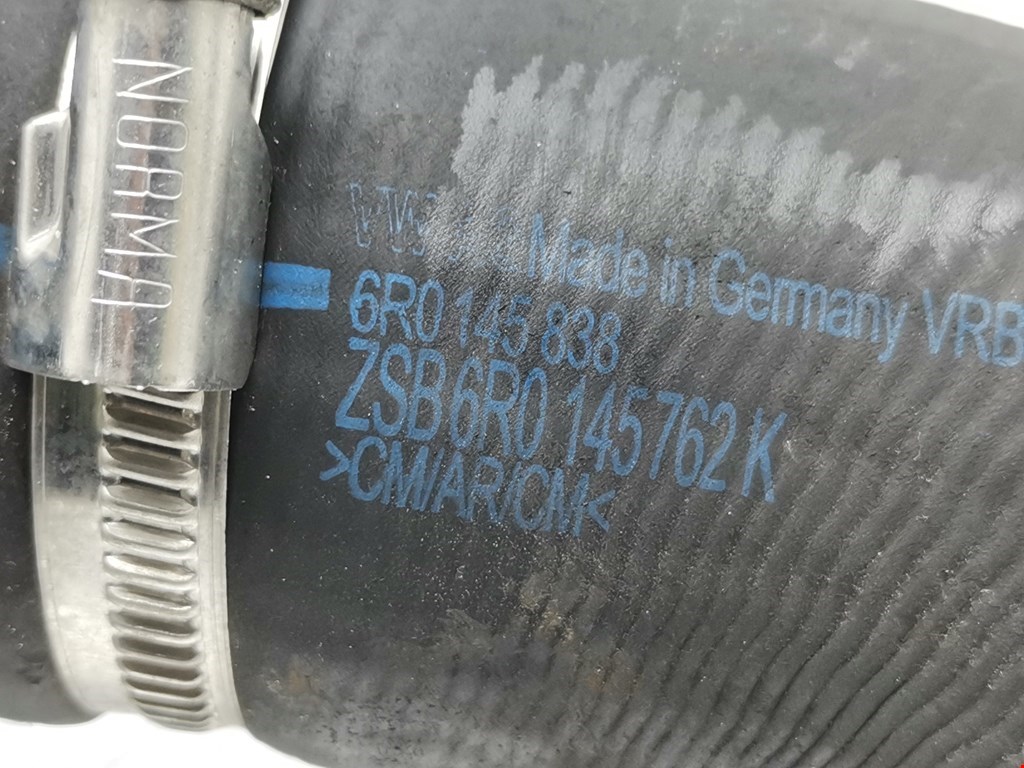 NORMA
Made in Germany VRB
6R0 145 838
ZSB 6R0 145 762 K
>CM/AR/CM<